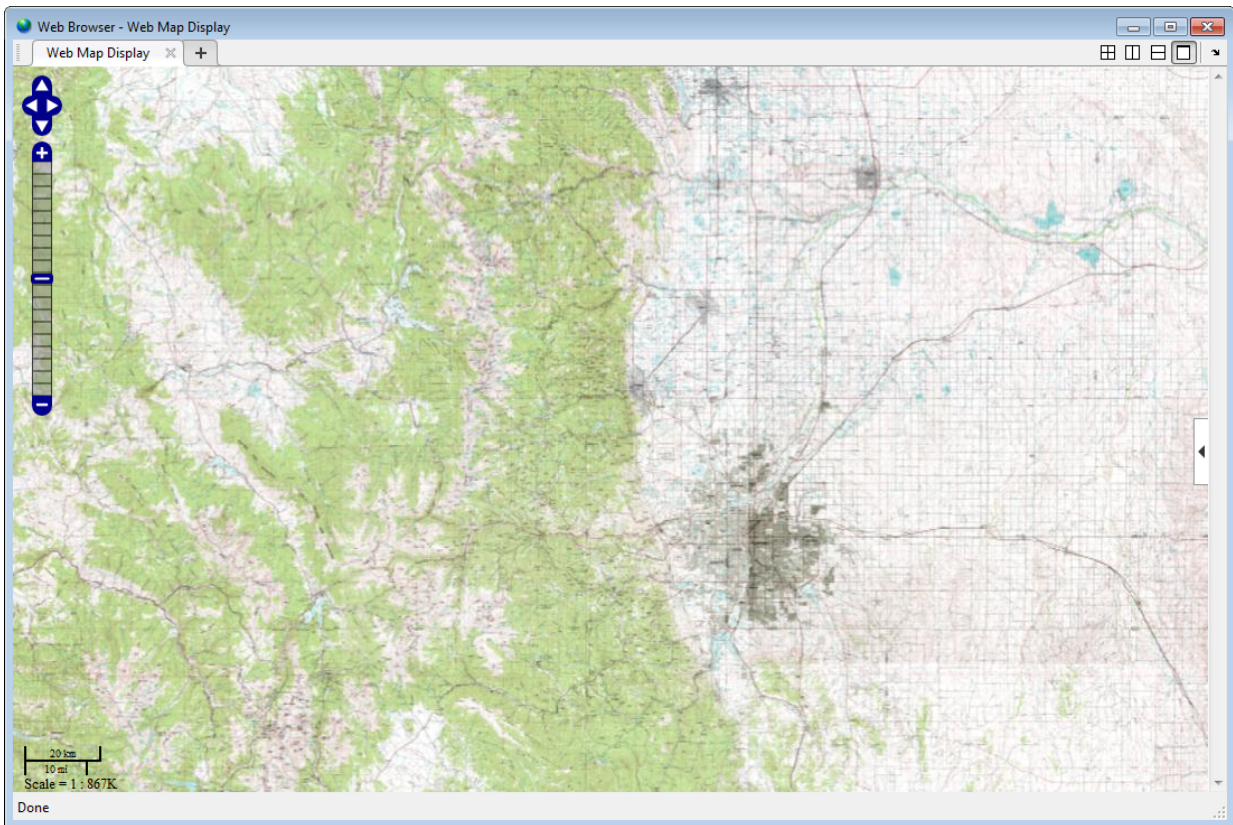 Web Browser - Web Map Display
Web Map Display
20 km
10 mi
Scale = 1 : 867K
Done